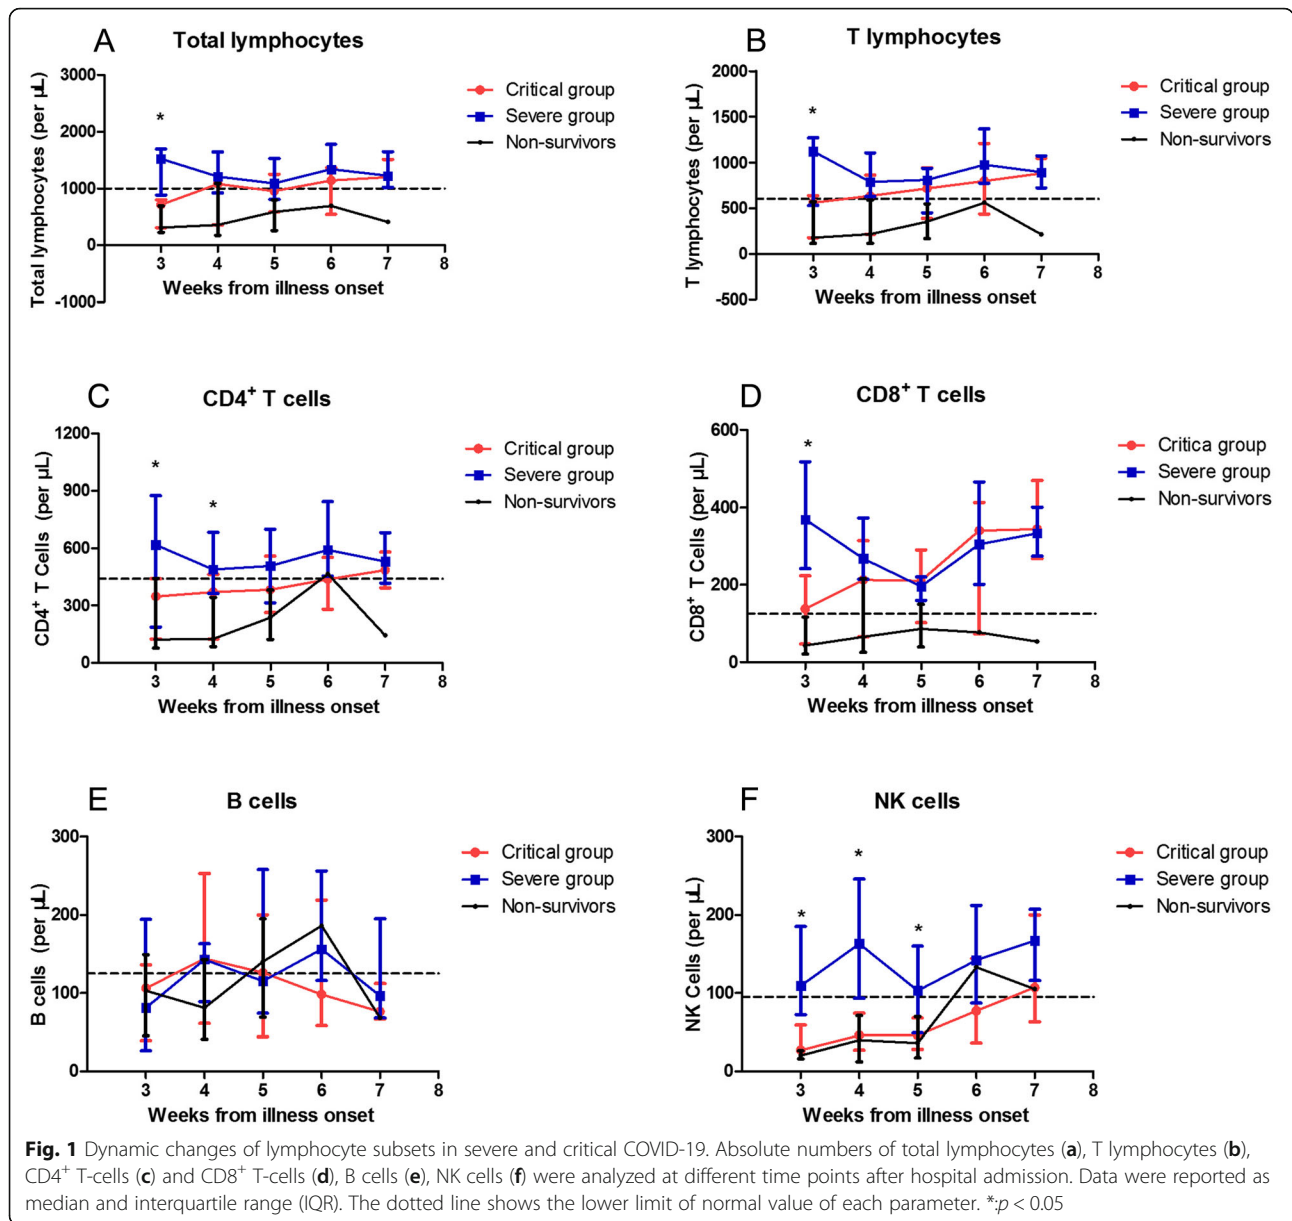 A
Total lymphocytes
Total lymphocytes (per µL)
3000
2000
1000
0
-1000
*
3 4 5 6 7 8
Weeks from illness onset
Critical group
Severe group
Non-survivors
B
T lymphocytes
T lymphocytes (per µL)
2000
1500
1000
500
0
-500
*
3 4 5 6 7 8
Weeks from illness onset
Critical group
Severe group
Non-survivors
C
CD4⁺ T cells
CD4⁺ T Cells (per µL)
1200
900
600
300
0
* *
3 4 5 6 7 8
Weeks from illness onset
Critical group
Severe group
Non-survivors
D
CD8⁺ T cells
CD8⁺ T Cells (per µL)
600
400
200
0
*
3 4 5 6 7 8
Weeks from illness onset
Critica group
Severe group
Non-survivors
E
B cells
B cells (per µL)
300
200
100
0
3 4 5 6 7 8
Weeks from illness onset
Critical group
Severe group
Non-survivors
F
NK cells
NK Cells (per µL)
300
200
100
0
* * *
3 4 5 6 7 8
Weeks from illness onset
Critical group
Severe group
Non-survivors
Fig. 1 Dynamic changes of lymphocyte subsets in severe and critical COVID-19. Absolute numbers of total lymphocytes (a), T lymphocytes (b),
CD4⁺ T-cells (c) and CD8⁺ T-cells (d), B cells (e), NK cells (f) were analyzed at different time points after hospital admission. Data were reported as
median and interquartile range (IQR). The dotted line shows the lower limit of normal value of each parameter. *:p < 0.05